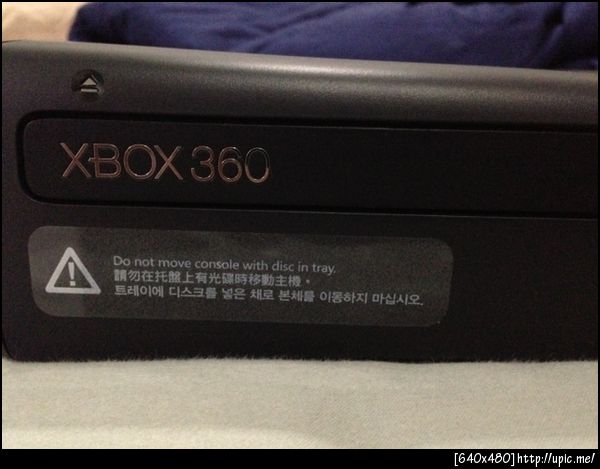 XBOX 360
Do not move console with disc in tray.
請勿在托盤上有光碟時移動主機。
트레이에 디스크를 넣은 채로 본체를 이동하지 마십시오.
[640x480]http://upic.me/